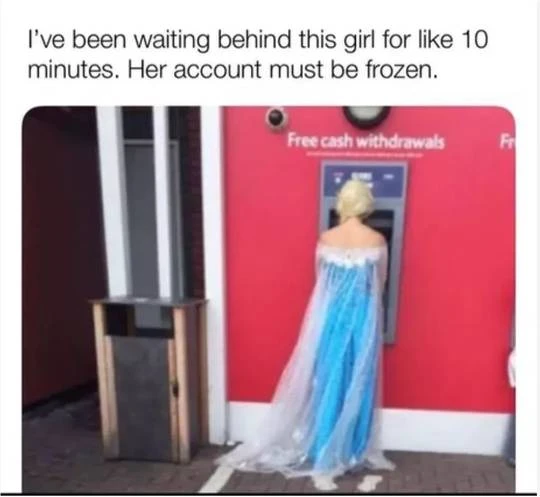 I've been waiting behind this girl for like 10
minutes. Her account must be frozen.
Free cash withdrawals